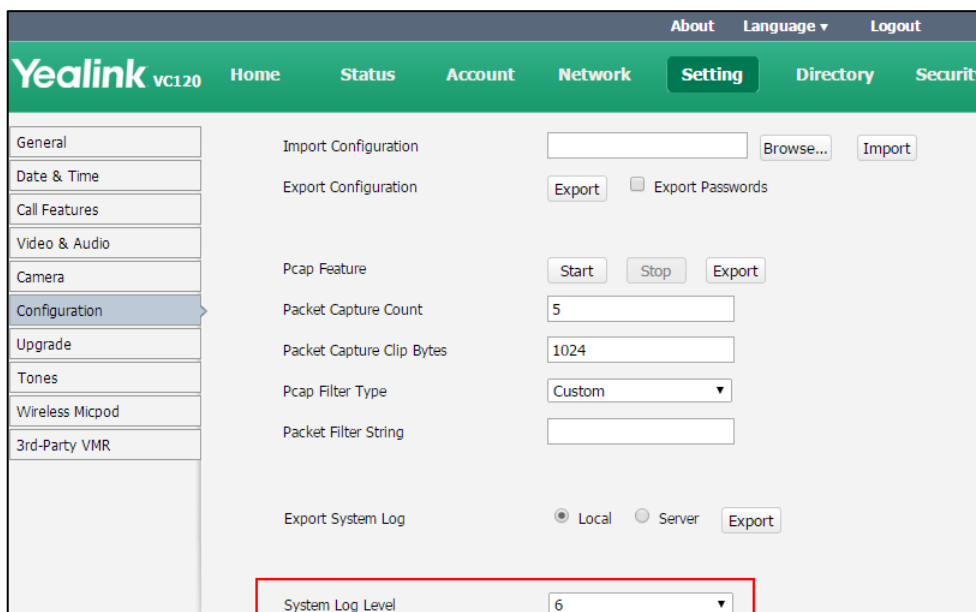 About Language ▾ Logout
Yealink VC120 Home Status Account Network Setting Directory Securit
General
Date & Time
Call Features
Video & Audio
Camera
Configuration
Upgrade
Tones
Wireless Micpod
3rd-Party VMR
Import Configuration Browse... Import
Export Configuration Export Export Passwords
Pcap Feature Start Stop Export
Packet Capture Count 5
Packet Capture Clip Bytes 1024
Pcap Filter Type Custom ▼
Packet Filter String
Export System Log Local Server Export
System Log Level 6 ▼